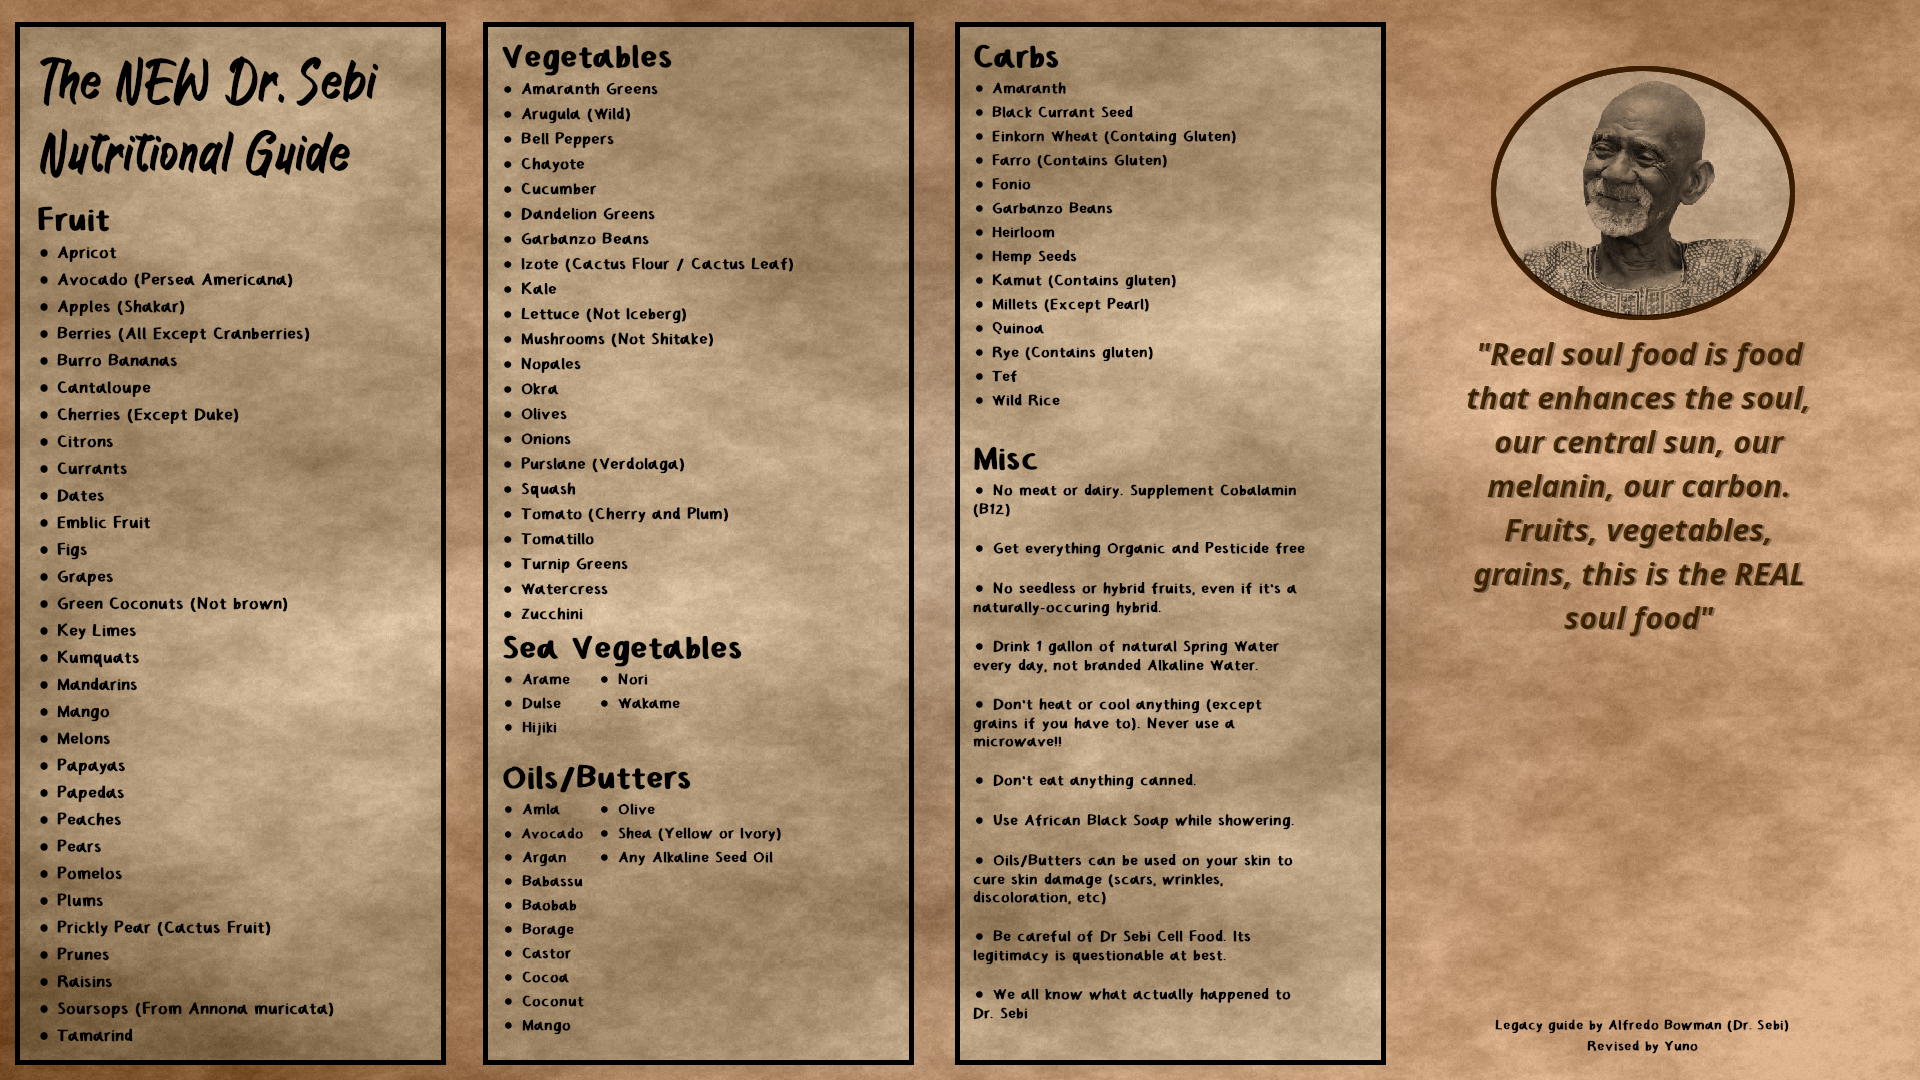 The NEW Dr. Sebi
Nutritional Guide
Fruit
• Apricot
• Avocado (Persea Americana)
• Apples (Shakar)
• Berries (All Except Cranberries)
• Burro Bananas
• Cantaloupe
• Cherries (Except Duke)
• Citrons
• Currants
• Dates
• Emblic Fruit
• Figs
• Grapes
• Green Coconuts (Not brown)
• Key Limes
• Kumquats
• Mandarins
• Mango
• Melons
• Papayas
• Papedas
• Peaches
• Pears
• Pomelos
• Plums
• Prickly Pear (Cactus Fruit)
• Prunes
• Raisins
• Soursops (From Annona muricata)
• Tamarind
Vegetables
• Amaranth Greens
• Arugula (Wild)
• Bell Peppers
• Chayote
• Cucumber
• Dandelion Greens
• Garbanzo Beans
• Izote (Cactus Flour / Cactus Leaf)
• Kale
• Lettuce (Not Iceberg)
• Mushrooms (Not Shitake)
• Nopales
• Okra
• Olives
• Onions
• Purslane (Verdolaga)
• Squash
• Tomato (Cherry and Plum)
• Tomatillo
• Turnip Greens
• Watercress
• Zucchini
Sea Vegetables
• Arame
• Dulse
• Hijiki
• Nori
• Wakame
Oils/Butters
• Amla
• Avocado
• Argan
• Babassu
• Baobab
• Borage
• Castor
• Cocoa
• Coconut
• Mango
• Olive
• Shea (Yellow or Ivory)
• Any Alkaline Seed Oil
Carbs
• Amaranth
• Black Currant Seed
• Einkorn Wheat (Containg Gluten)
• Farro (Contains Gluten)
• Fonio
• Garbanzo Beans
• Heirloom
• Hemp Seeds
• Kamut (Contains gluten)
• Millets (Except Pearl)
• Quinoa
• Rye (Contains gluten)
• Tef
• Wild Rice
Misc
• No meat or dairy. Supplement Cobalamin
(B12)
• Get everything Organic and Pesticide free
• No seedless or hybrid fruits, even if it's a
naturally-occuring hybrid.
• Drink 1 gallon of natural Spring Water
every day, not branded Alkaline Water.
• Don't heat or cool anything (except
grains if you have to). Never use a
microwave!!
• Don't eat anything canned.
• Use African Black Soap while showering.
• Oils/Butters can be used on your skin to
cure skin damage (scars, wrinkles,
discoloration, etc)
• Be careful of Dr Sebi Cell Food. Its
legitimacy is questionable at best.
• We all know what actually happened to
Dr. Sebi
"Real soul food is food
that enhances the soul,
our central sun, our
melanin, our carbon.
Fruits, vegetables,
grains, this is the REAL
soul food"
Legacy guide by Alfredo Bowman (Dr. Sebi)
Revised by Yuno